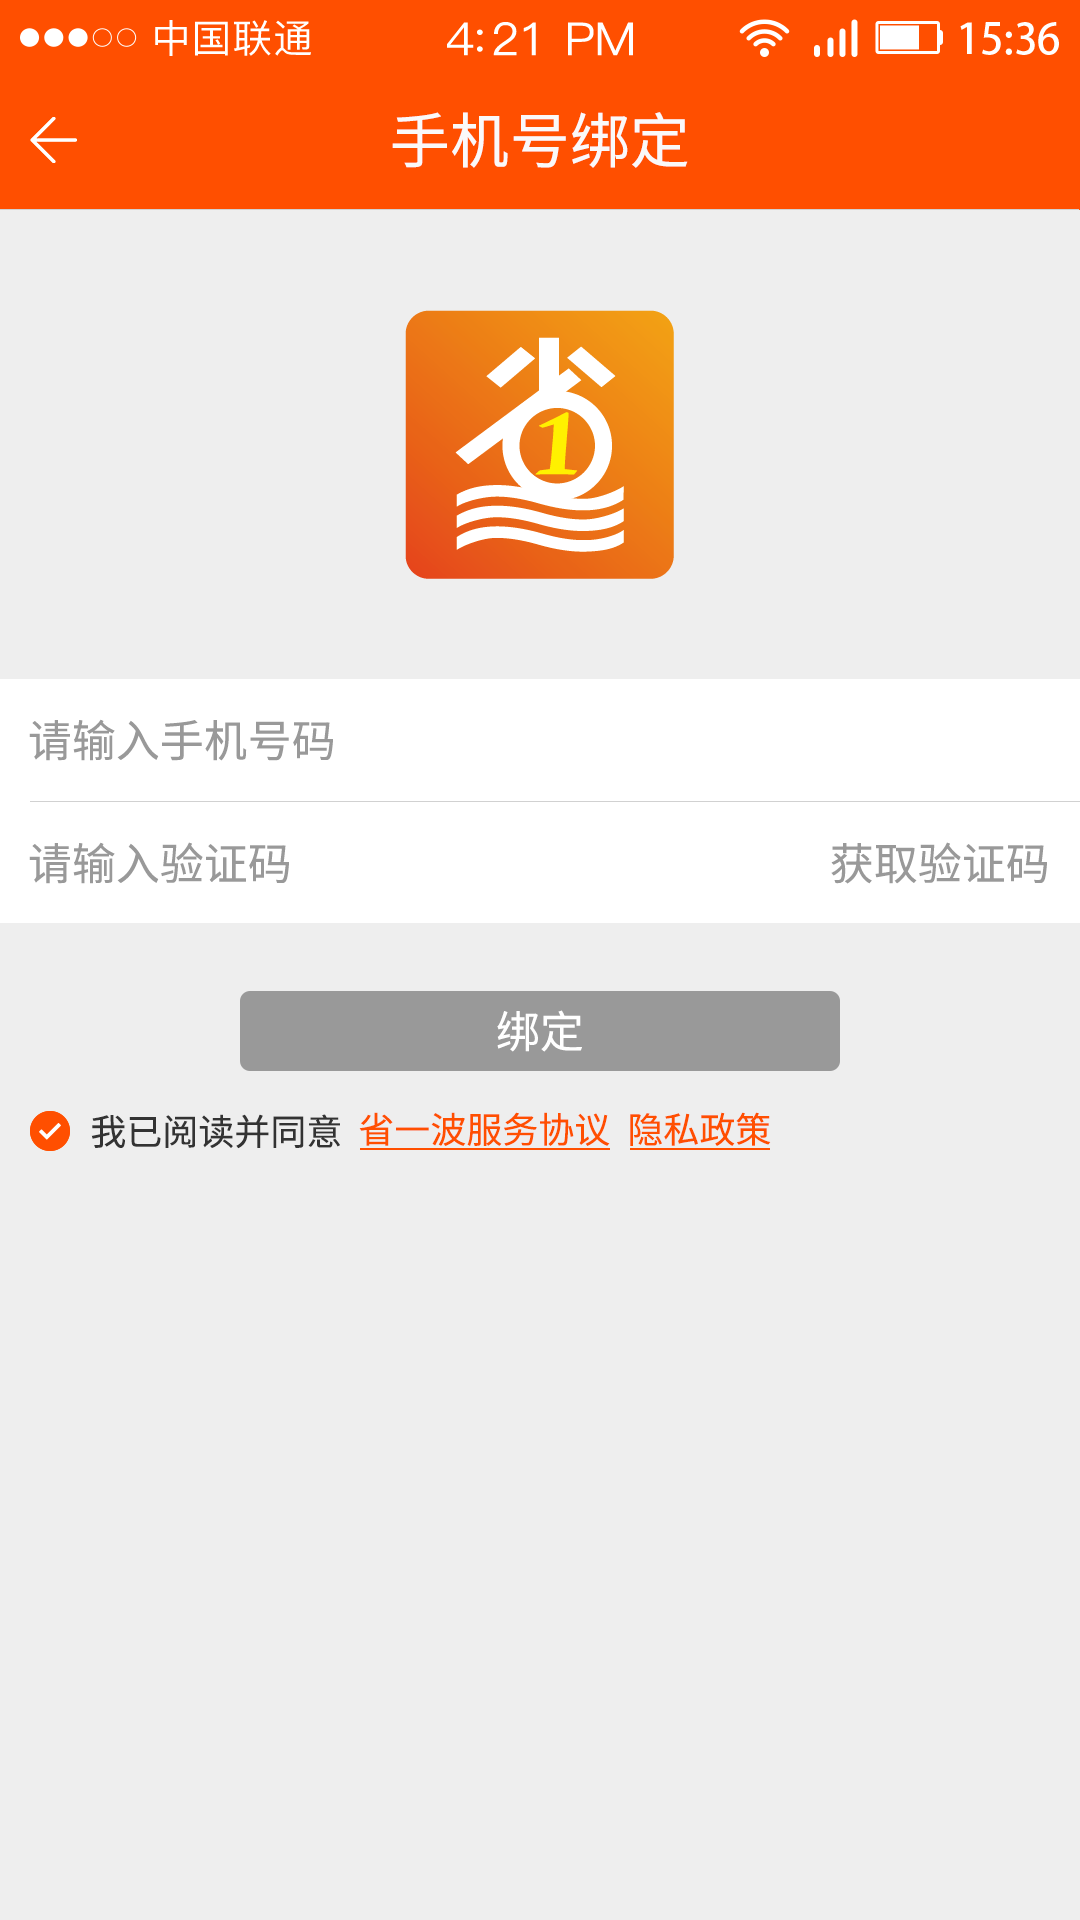 中国联通 4:21 PM 15:36
手机号绑定
省1
请输入手机号码
请输入验证码 获取验证码
绑定
我已阅读并同意 省一波服务协议 隐私政策